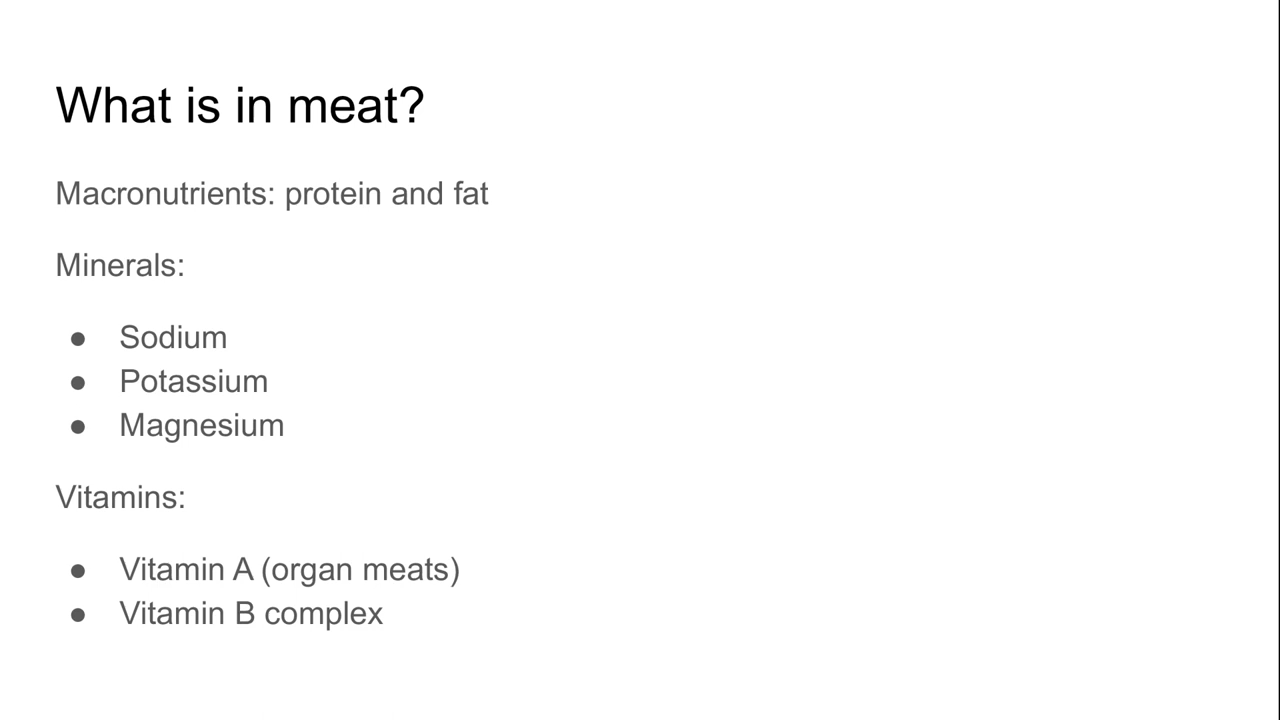 What is in meat?
Macronutrients: protein and fat
Minerals:
● Sodium
● Potassium
● Magnesium
Vitamins:
● Vitamin A (organ meats)
● Vitamin B complex